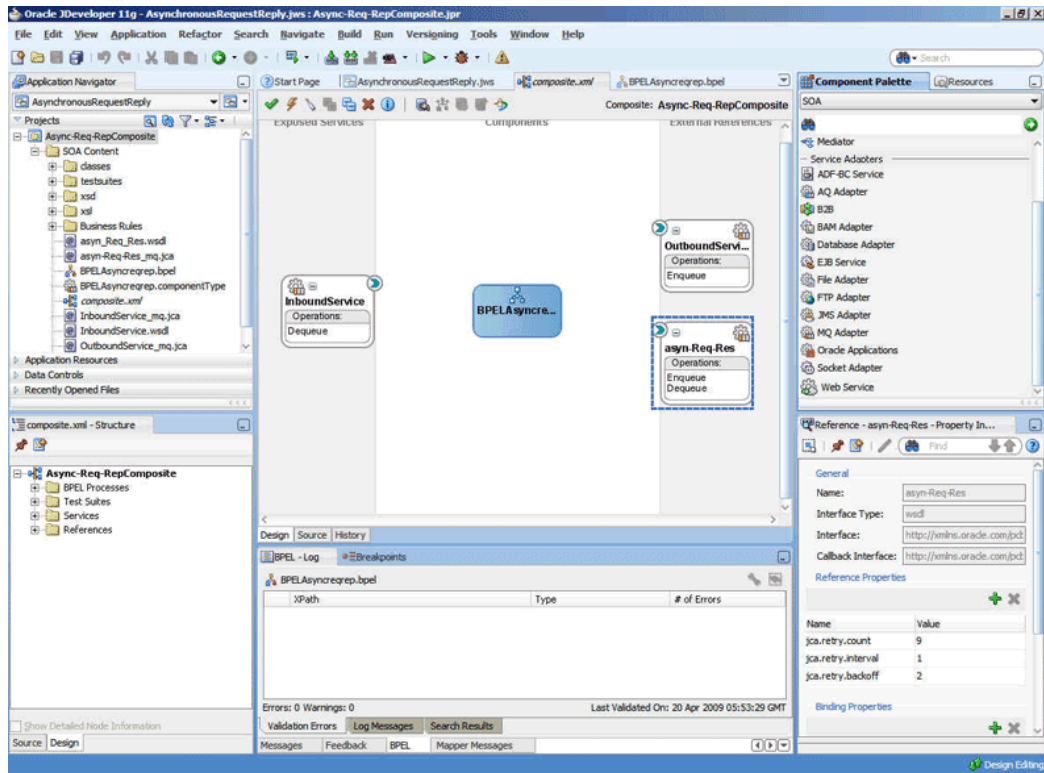 Oracle JDeveloper 11g - AsynchronousRequestReply.jws : Async-Req-RepComposite.jpr
File Edit View Application Refactor Search Navigate Build Run Versioning Tools Window Help
Search
Application Navigator
AsynchronousRequestReply
Projects
Async-Req-RepComposite
SOA Content
classes
testsuites
xsd
xsl
Business Rules
asyn_Req_Res.wsdl
asyn-Req-Res_mq.jca
BPELAsyncreqrep.bpel
BPELAsyncreqrep.componentType
composite.xml
InboundService_mq.jca
InboundService.wsdl
OutboundService_mq.jca
Application Resources
Data Controls
Recently Opened Files
composite.xml - Structure
Async-Req-RepComposite
BPEL Processes
Test Suites
Services
References
Show Detailed Node Information
Source Design
Start Page AsynchronousRequestReply.jws composite.xml BPELAsyncreqrep.bpel
Composite: Async-Req-RepComposite
Exposed Services Components External References
InboundService
Operations:
Dequeue
BPELAsyncre...
OutboundServi...
Operations:
Enqueue
asyn-Req-Res
Operations:
Enqueue
Dequeue
Design Source History
BPEL - Log Breakpoints
BPELAsyncreqrep.bpel
XPath Type # of Errors
Errors: 0 Warnings: 0 Last Validated On: 20 Apr 2009 05:53:29 GMT
Validation Errors Log Messages Search Results
Messages Feedback BPEL Mapper Messages
Component Palette Resources
SOA
Mediator
Service Adapters
ADF-BC Service
AQ Adapter
B2B
BAM Adapter
Database Adapter
EJB Service
File Adapter
FTP Adapter
JMS Adapter
MQ Adapter
Oracle Applications
Socket Adapter
Web Service
Reference - asyn-Req-Res - Property In...
Find
General
Name: asyn-Req-Res
Interface Type: wsdl
Interface: http://xmlns.oracle.com/pcb
Callback Interface: http://xmlns.oracle.com/pcb
Reference Properties
Name Value
jca.retry.count 9
jca.retry.interval 1
jca.retry.backoff 2
Binding Properties
Design Editing